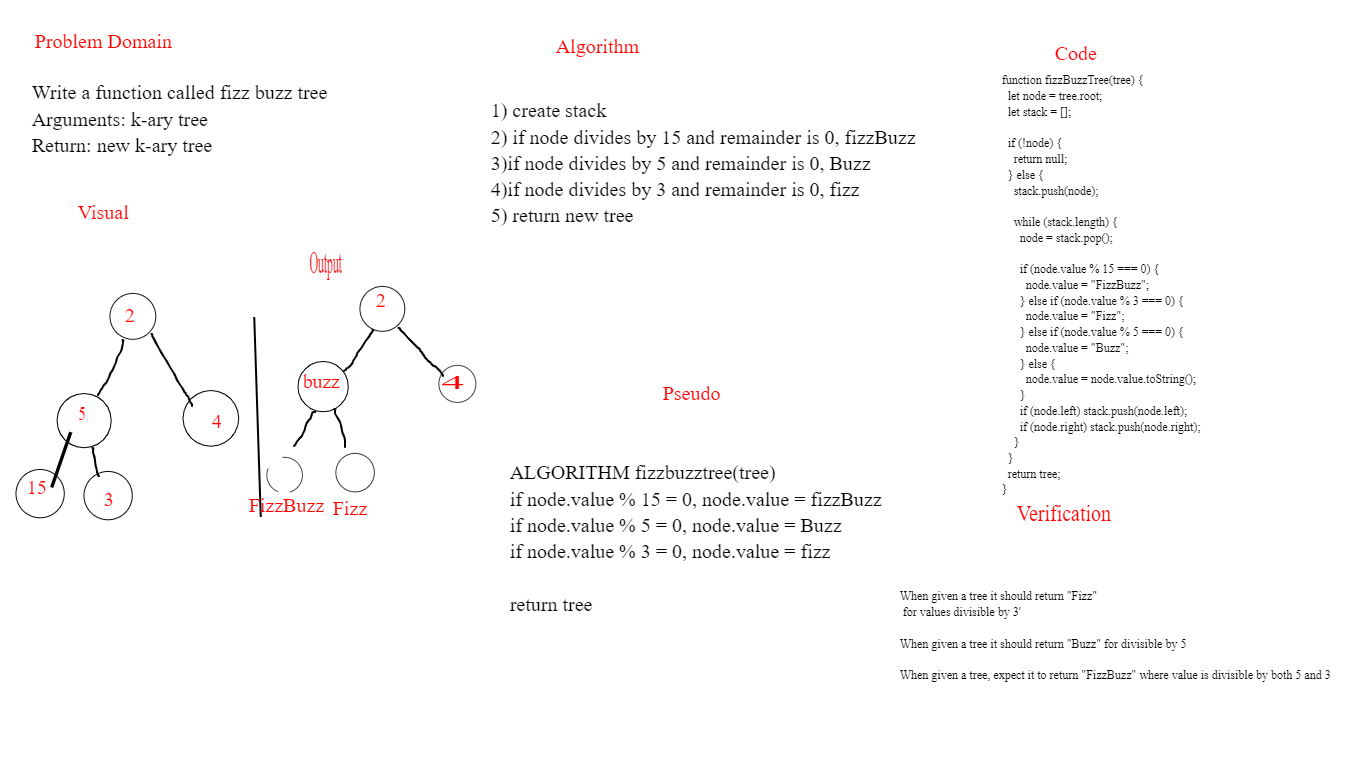 Problem Domain
Write a function called fizz buzz tree
Arguments: k-ary tree
Return: new k-ary tree
Visual
2
5
4
15
3
Output
2
buzz
4
FizzBuzz
Fizz
Algorithm
1) create stack
2) if node divides by 15 and remainder is 0, fizzBuzz
3)if node divides by 5 and remainder is 0, Buzz
4)if node divides by 3 and remainder is 0, fizz
5) return new tree
Pseudo
ALGORITHM fizzbuzztree(tree)
if node.value % 15 = 0, node.value = fizzBuzz
if node.value % 5 = 0, node.value = Buzz
if node.value % 3 = 0, node.value = fizz
return tree
Code
function fizzBuzzTree(tree) {
let node = tree.root;
let stack = [];
if (!node) {
return null;
} else {
stack.push(node);
while (stack.length) {
node = stack.pop();
if (node.value % 15 === 0) {
node.value = "FizzBuzz";
} else if (node.value % 3 === 0) {
node.value = "Fizz";
} else if (node.value % 5 === 0) {
node.value = "Buzz";
} else {
node.value = node.value.toString();
}
if (node.left) stack.push(node.left);
if (node.right) stack.push(node.right);
}
}
return tree;
}
Verification
When given a tree it should return "Fizz"
for values divisible by 3'
When given a tree it should return "Buzz" for divisible by 5
When given a tree, expect it to return "FizzBuzz" where value is divisible by both 5 and 3